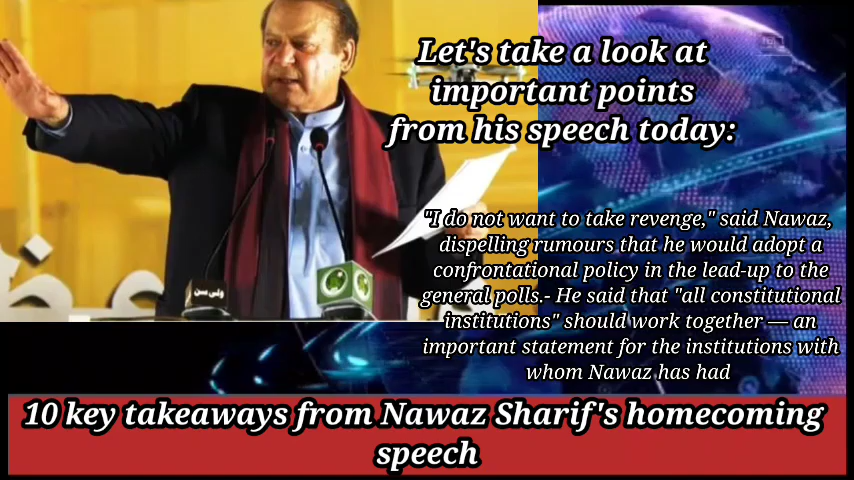 Let's take a look at
important points
from his speech today:
"I do not want to take revenge," said Nawaz,
dispelling rumours that he would adopt a
confrontational policy in the lead-up to the
general polls.- He said that "all constitutional
institutions" should work together — an
important statement for the institutions with
whom Nawaz has had
10 key takeaways from Nawaz Sharif's homecoming
speech